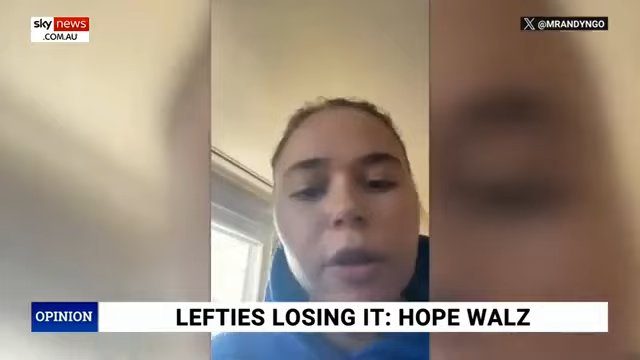 sky news
.COM.AU
X @MRANDYNGO
OPINION
LEFTIES LOSING IT: HOPE WALZ